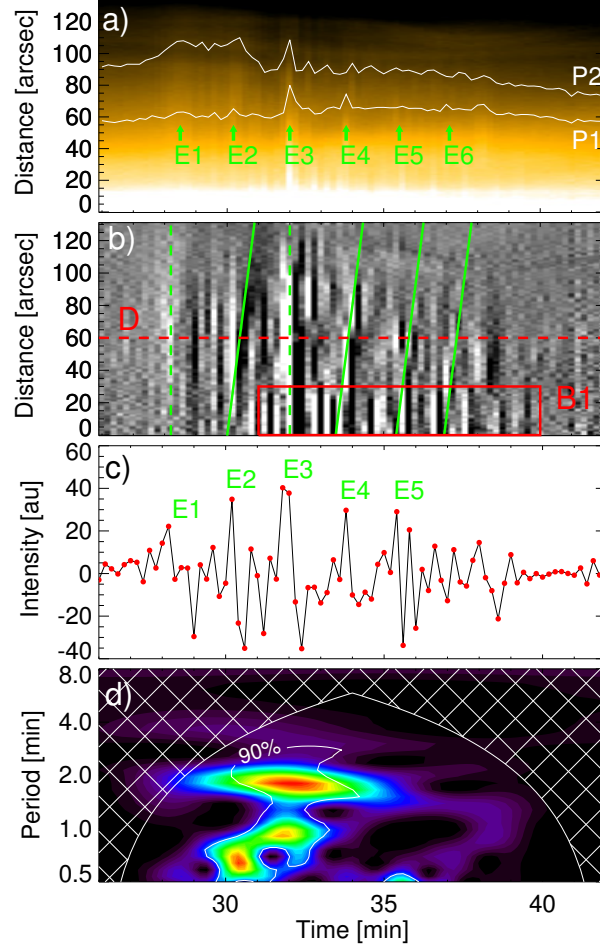 a)
Distance [arcsec]
120
100
80
60
40
20
0
P2
P1
E1 E2 E3 E4 E5 E6
b)
Distance [arcsec]
120
100
80
60
40
20
0
D
B1
c)
Intensity [au]
60
40
20
0
-20
-40
E1 E2 E3 E4 E5
d)
Period [min]
8.0
4.0
2.0
1.0
0.5
90%
30 35 40
Time [min]